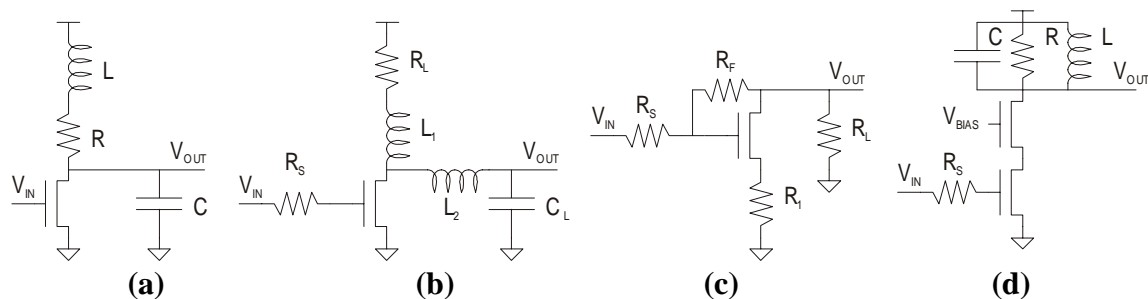 L
R
V_OUT
V_IN
C
(a)
R_L
L_1
V_OUT
R_S
V_IN
L_2
C_L
(b)
R_F
V_OUT
V_IN
R_S
R_L
R_1
(c)
C
R
L
V_OUT
V_BIAS
V_IN
R_S
(d)